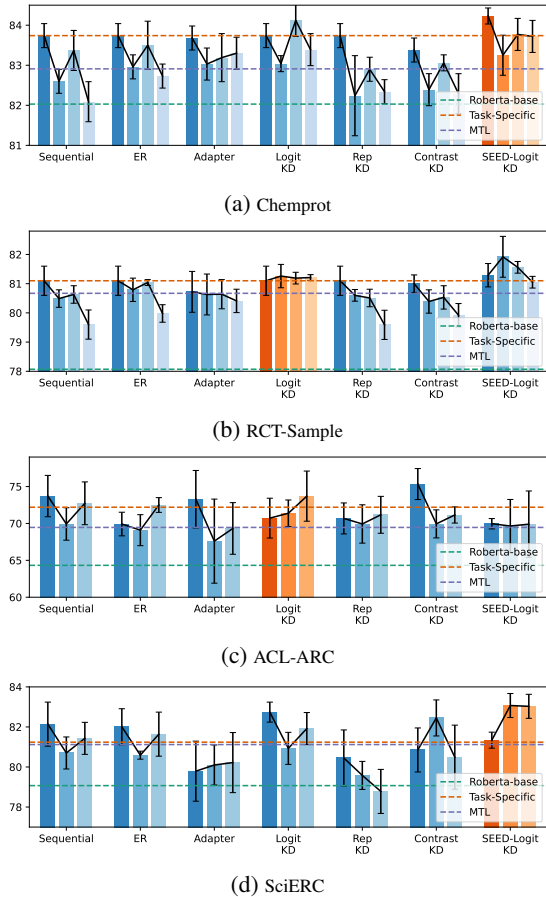 84
83
82
81
Roberta-base
Task-Specific
MTL
Sequential ER Adapter Logit KD Rep KD Contrast KD SEED-Logit KD
(a) Chemprot
82
81
80
79
78
Roberta-base
Task-Specific
MTL
Sequential ER Adapter Logit KD Rep KD Contrast KD SEED-Logit KD
(b) RCT-Sample
75
70
65
60
Roberta-base
Task-Specific
MTL
Sequential ER Adapter Logit KD Rep KD Contrast KD SEED-Logit KD
(c) ACL-ARC
84
82
80
78
Roberta-base
Task-Specific
MTL
Sequential ER Adapter Logit KD Rep KD Contrast KD SEED-Logit KD
(d) SciERC